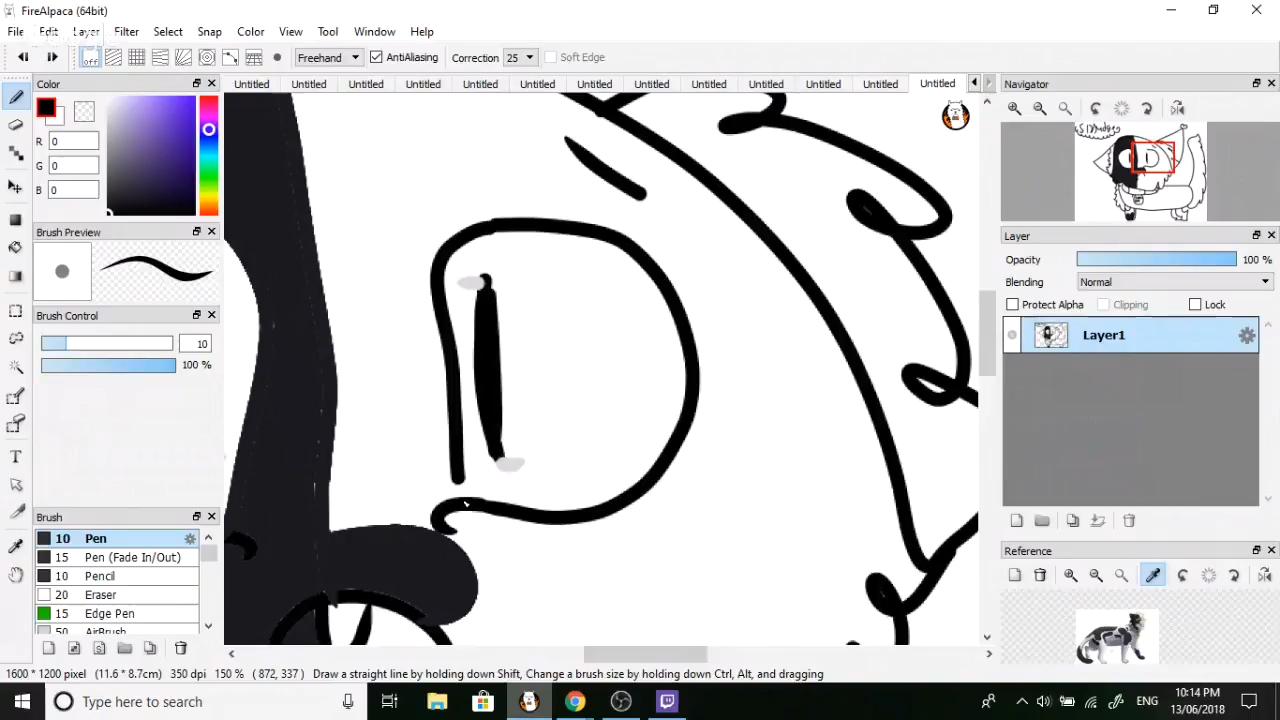 FireAlpaca (64bit)
File Edit Layer Filter Select Snap Color View Tool Window Help
off Freehand AntiAliasing Correction 25 Soft Edge
Color
R 0
G 0
B 0
Brush Preview
Brush Control
10
100 %
Brush
10 Pen
15 Pen (Fade In/Out)
10 Pencil
20 Eraser
15 Edge Pen
50 AirBrush
Untitled Untitled Untitled Untitled Untitled Untitled Untitled Untitled Untitled Untitled Untitled Untitled Untitled
Navigator
Layer
Opacity 100 %
Blending Normal
Protect Alpha Clipping Lock
Layer1
Reference
1600 * 1200 pixel (11.6 * 8.7cm) 350 dpi 150 % ( 872, 337 ) Draw a straight line by holding down Shift, Change a brush size by holding down Ctrl, Alt, and dragging
Type here to search
ENG
10:14 PM
13/06/2018